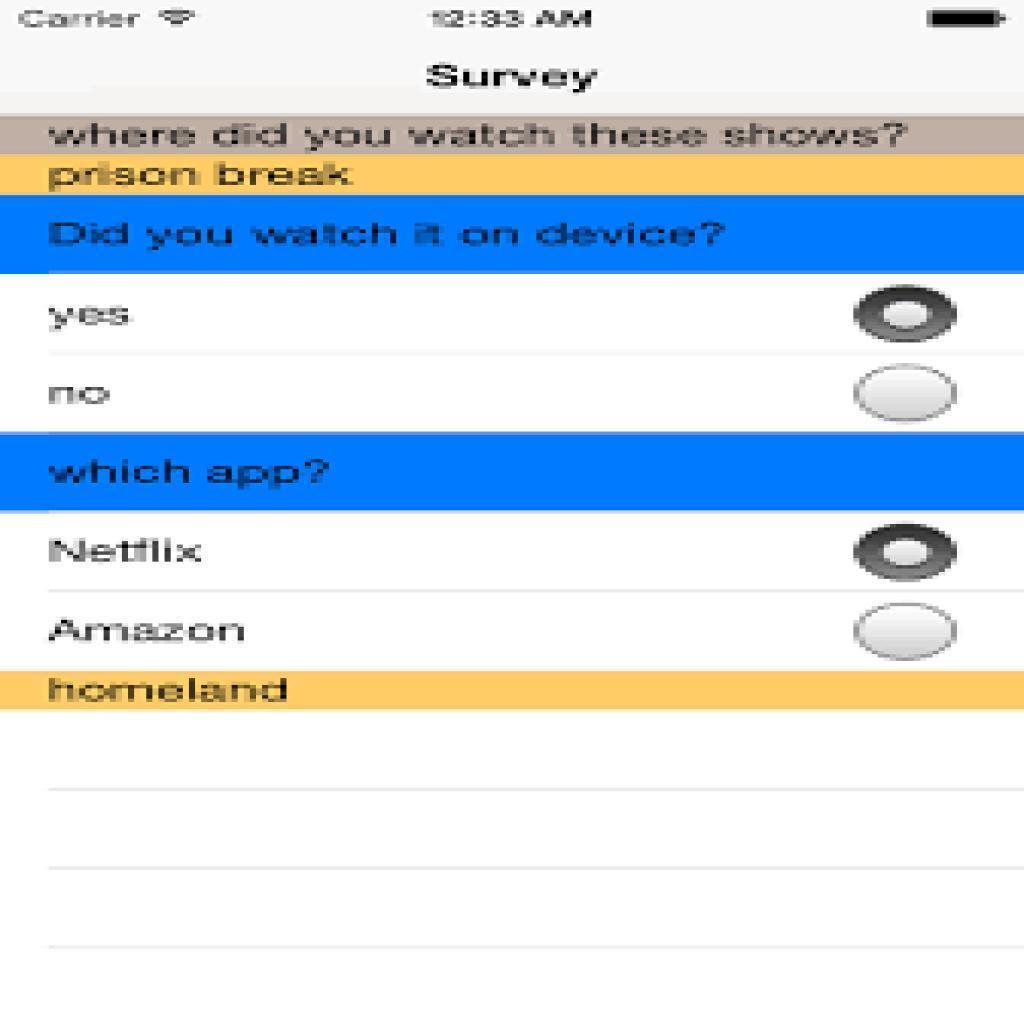 Carrier 12:33 AM
Survey
where did you watch these shows?
prison break
Did you watch it on device?
yes
no
which app?
Netflix
Amazon
homeland